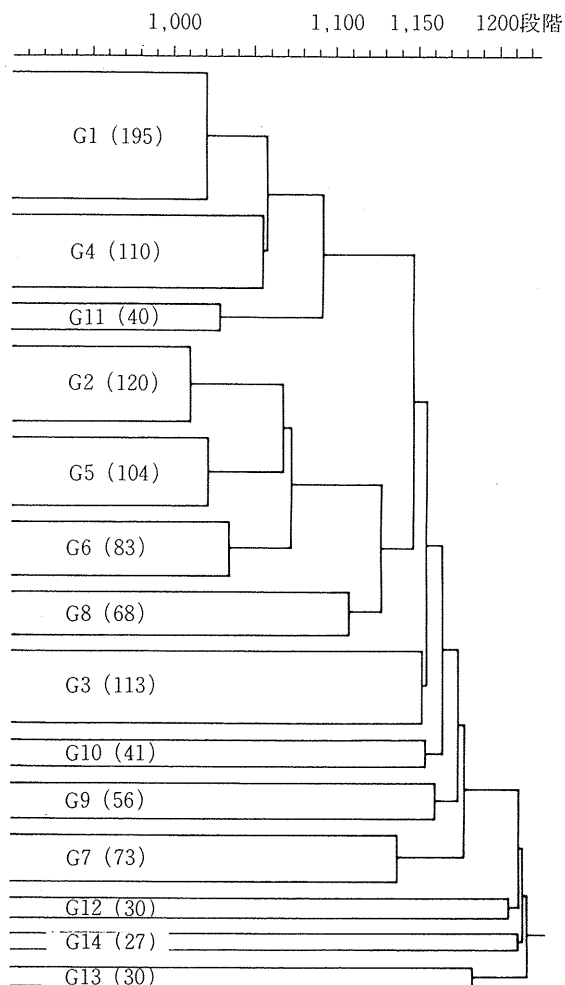 1,000 1,100 1,150 1200段階
G1 (195)
G4 (110)
G11 (40)
G2 (120)
G5 (104)
G6 (83)
G8 (68)
G3 (113)
G10 (41)
G9 (56)
G7 (73)
G12 (30)
G14 (27)
G13 (30)